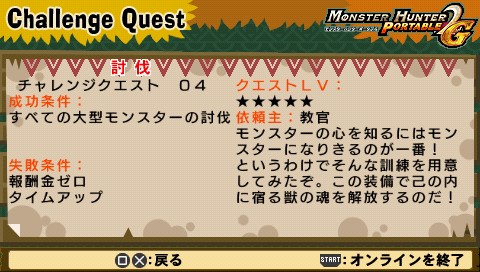 Challenge Quest
MONSTER HUNTER
PORTABLE 2nd G
討伐
チャレンジクエスト 04
成功条件：
すべての大型モンスターの討伐
失敗条件：
報酬金ゼロ
タイムアップ
クエストＬＶ：
★★★★★
依頼主：教官
モンスターの心を知るにはモン
スターになりきるのが一番！
というわけでそんな訓練を用意
してみたぞ。この装備で己の内
に宿る獣の魂を解放するのだ！
：戻る
START：オンラインを終了